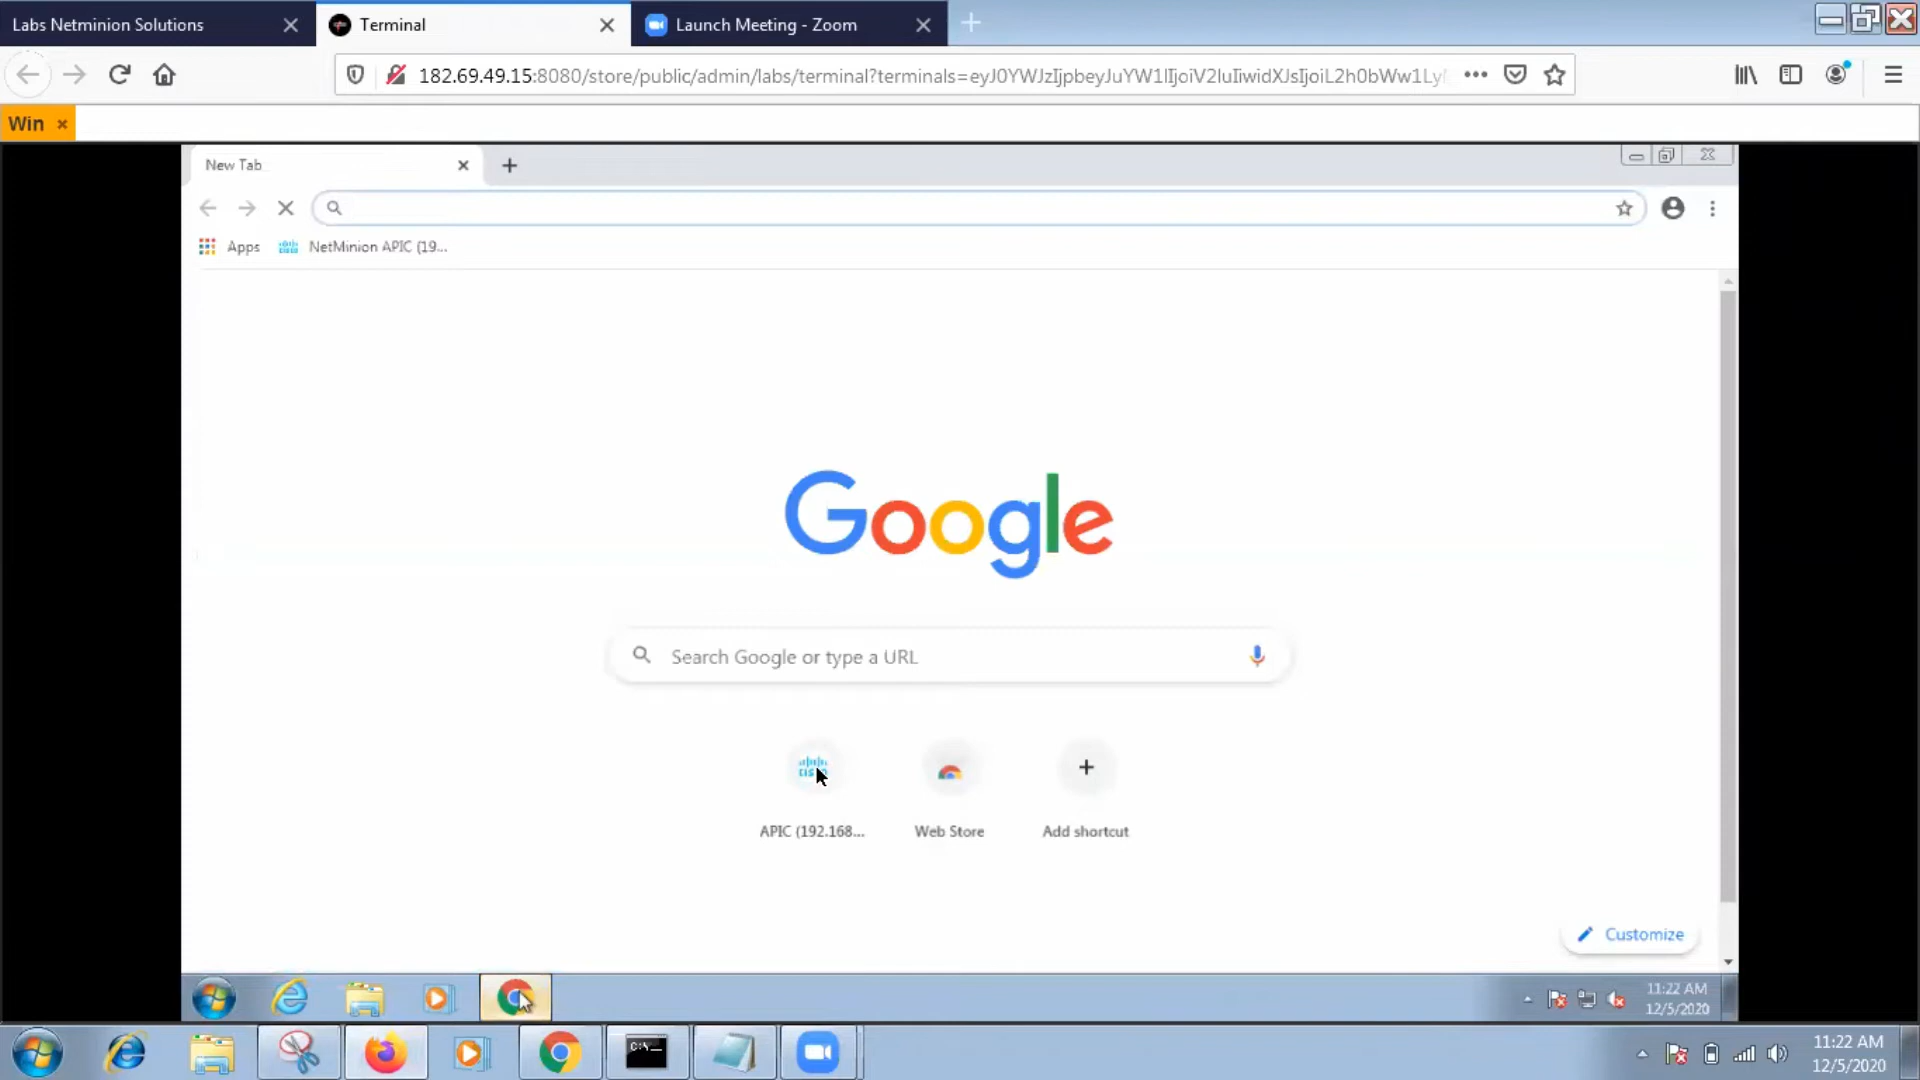 Labs Netminion Solutions
Terminal
Launch Meeting - Zoom
182.69.49.15:8080/store/public/admin/labs/terminal?terminals=eyJ0YWJzIjpbeyJuYW1lIjoiV2luIiwidXJsIjoiL2h0bWw1Ly
Win
New Tab
Apps
NetMinion APIC (19...
Google
Search Google or type a URL
cisco
APIC (192.168...
Web Store
Add shortcut
Customize
11:22 AM
12/5/2020
C:\
11:22 AM
12/5/2020